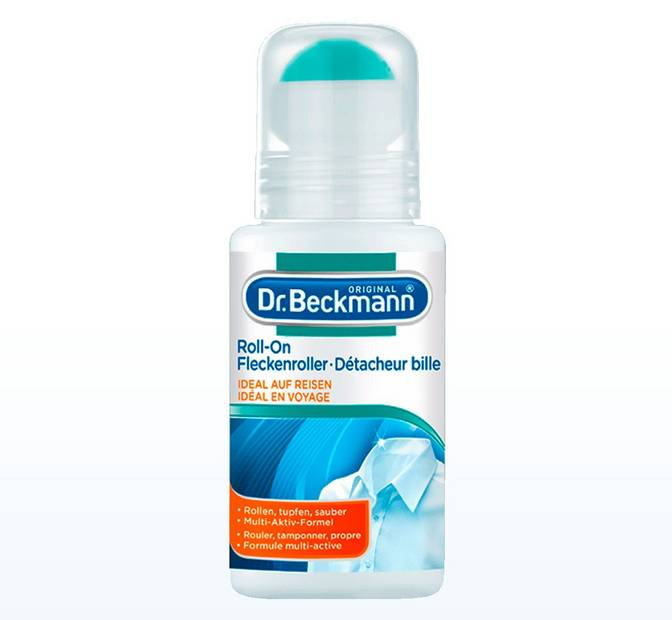 ORIGINAL
Dr.Beckmann®
Roll-On
Fleckenroller·Détacheur bille
IDEAL AUF REISEN
IDÉAL EN VOYAGE
• Rollen, tupfen, sauber
• Multi-Aktiv-Formel
• Rouler, tamponner, propre
• Formule multi-active